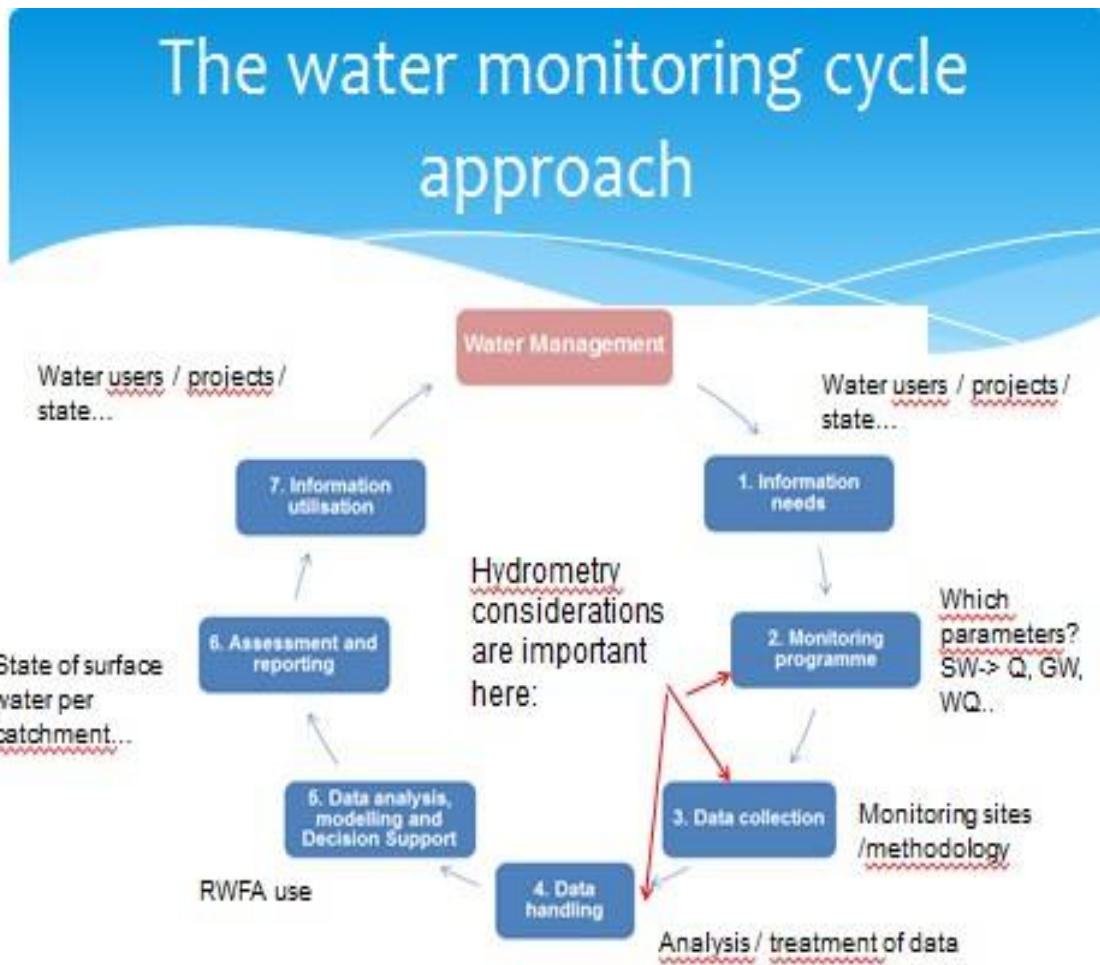 The water monitoring cycle
approach
Water Management
Water users / projects /
state...
Water users / projects /
state...
7. Information
utilisation
1. Information
needs
Hydrometry
considerations
are important
here:
Which
parameters?
SW-> Q, GW,
WQ..
2. Monitoring
programme
6. Assessment and
reporting
State of surface
water per
catchment...
5. Data analysis,
modelling and
Decision Support
3. Data collection
Monitoring sites
/methodology
RWFA use
4. Data
handling
Analysis / treatment of data